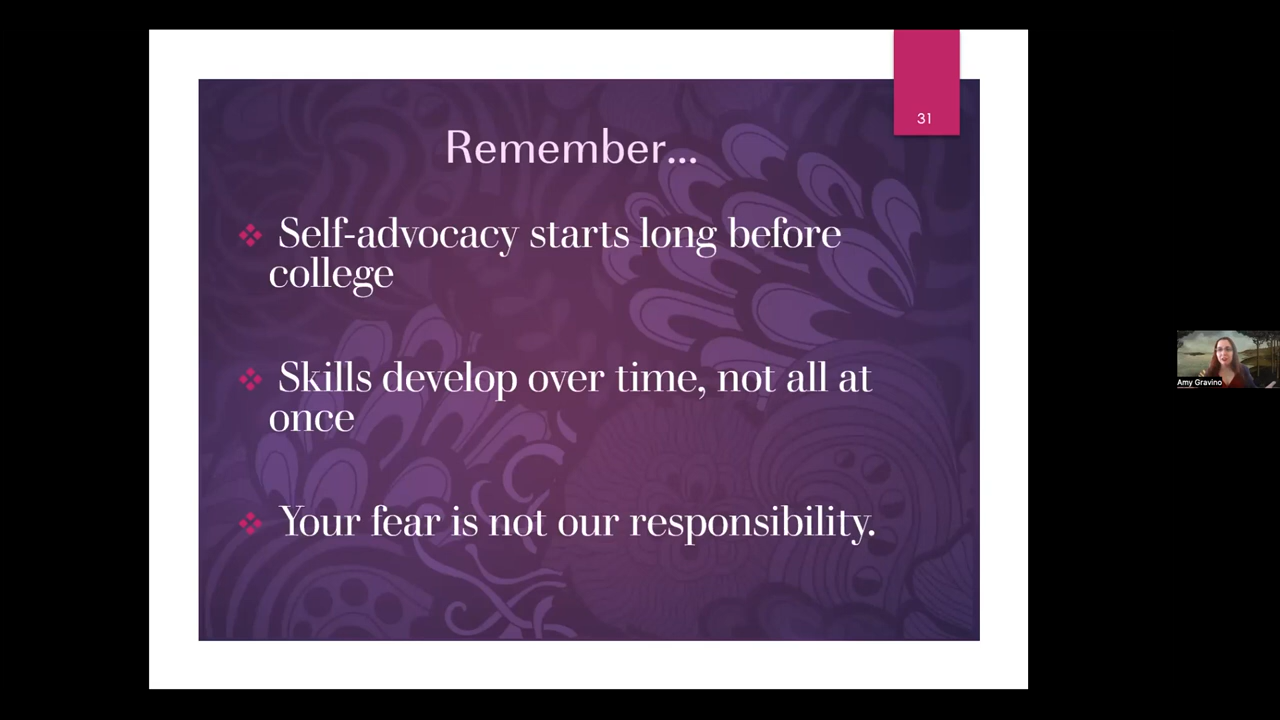 31
Remember...
Self-advocacy starts long before
college
Skills develop over time, not all at
once
Your fear is not our responsibility.
Amy Gravino